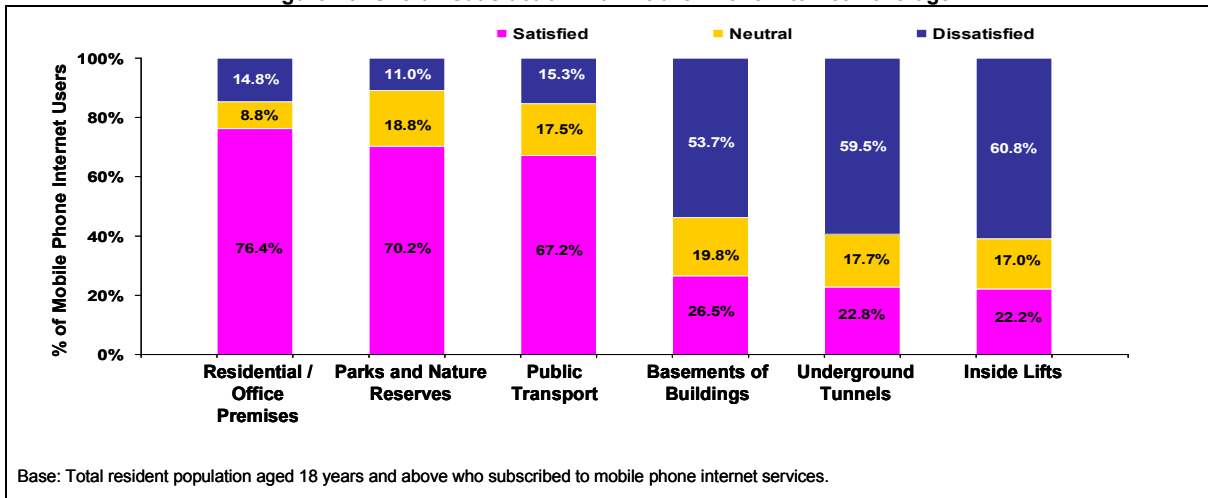 Satisfied Neutral Dissatisfied
% of Mobile Phone Internet Users
100%
80%
60%
40%
20%
0%
14.8% 11.0% 15.3% 53.7% 59.5% 60.8%
8.8% 18.8% 17.5% 19.8% 17.7% 17.0%
76.4% 70.2% 67.2% 26.5% 22.8% 22.2%
Residential / Parks and Nature Public Basements of Underground Inside Lifts
Office Reserves Transport Buildings Tunnels
Premises
Base: Total resident population aged 18 years and above who subscribed to mobile phone internet services.